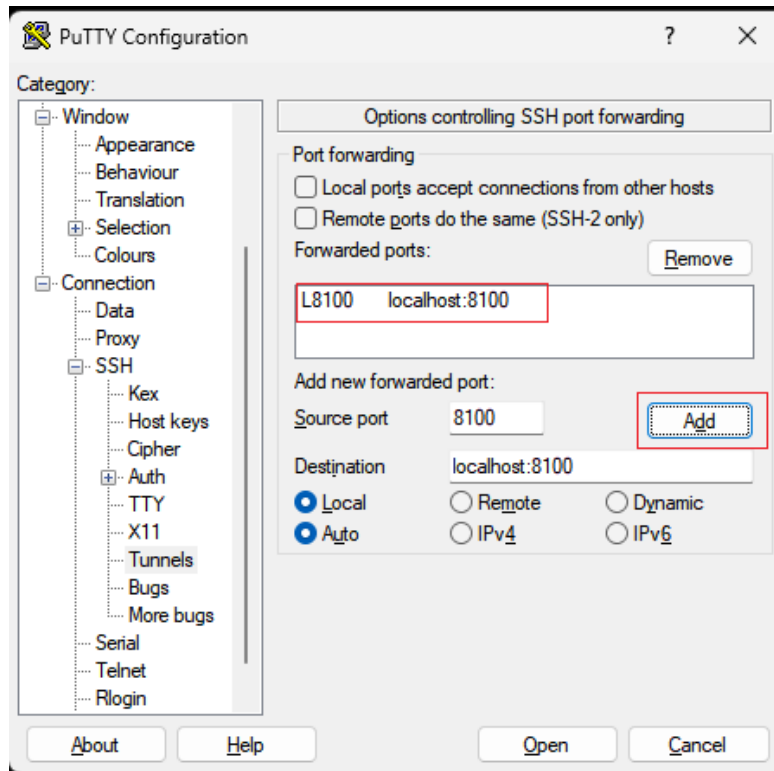 PuTTY Configuration
?
Category:
Window
Appearance
Behaviour
Translation
Selection
Colours
Connection
Data
Proxy
SSH
Kex
Host keys
Cipher
Auth
TTY
X11
Tunnels
Bugs
More bugs
Serial
Telnet
Rlogin
Options controlling SSH port forwarding
Port forwarding
Local ports accept connections from other hosts
Remote ports do the same (SSH-2 only)
Forwarded ports:
Remove
L8100 localhost:8100
Add new forwarded port:
Source port 8100 Add
Destination localhost:8100
Local Remote Dynamic
Auto IPv4 IPv6
About Help Open Cancel